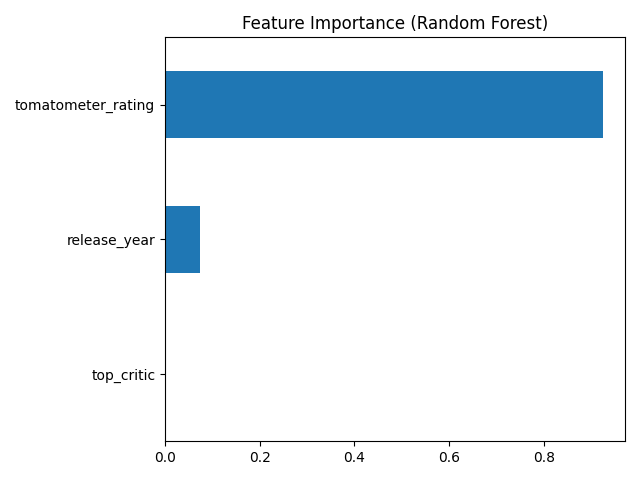 Feature Importance (Random Forest)
tomatometer_rating
release_year
top_critic
0.0 0.2 0.4 0.6 0.8